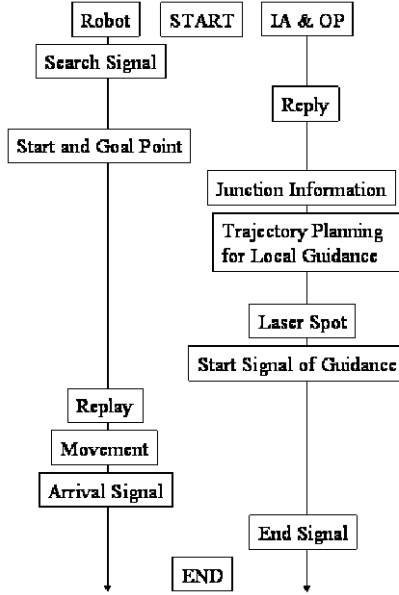 Robot
START
IA & OP
Search Signal
Reply
Start and Goal Point
Junction Information
Trajectory Planning
for Local Guidance
Laser Spot
Start Signal of Guidance
Replay
Movement
Arrival Signal
End Signal
END